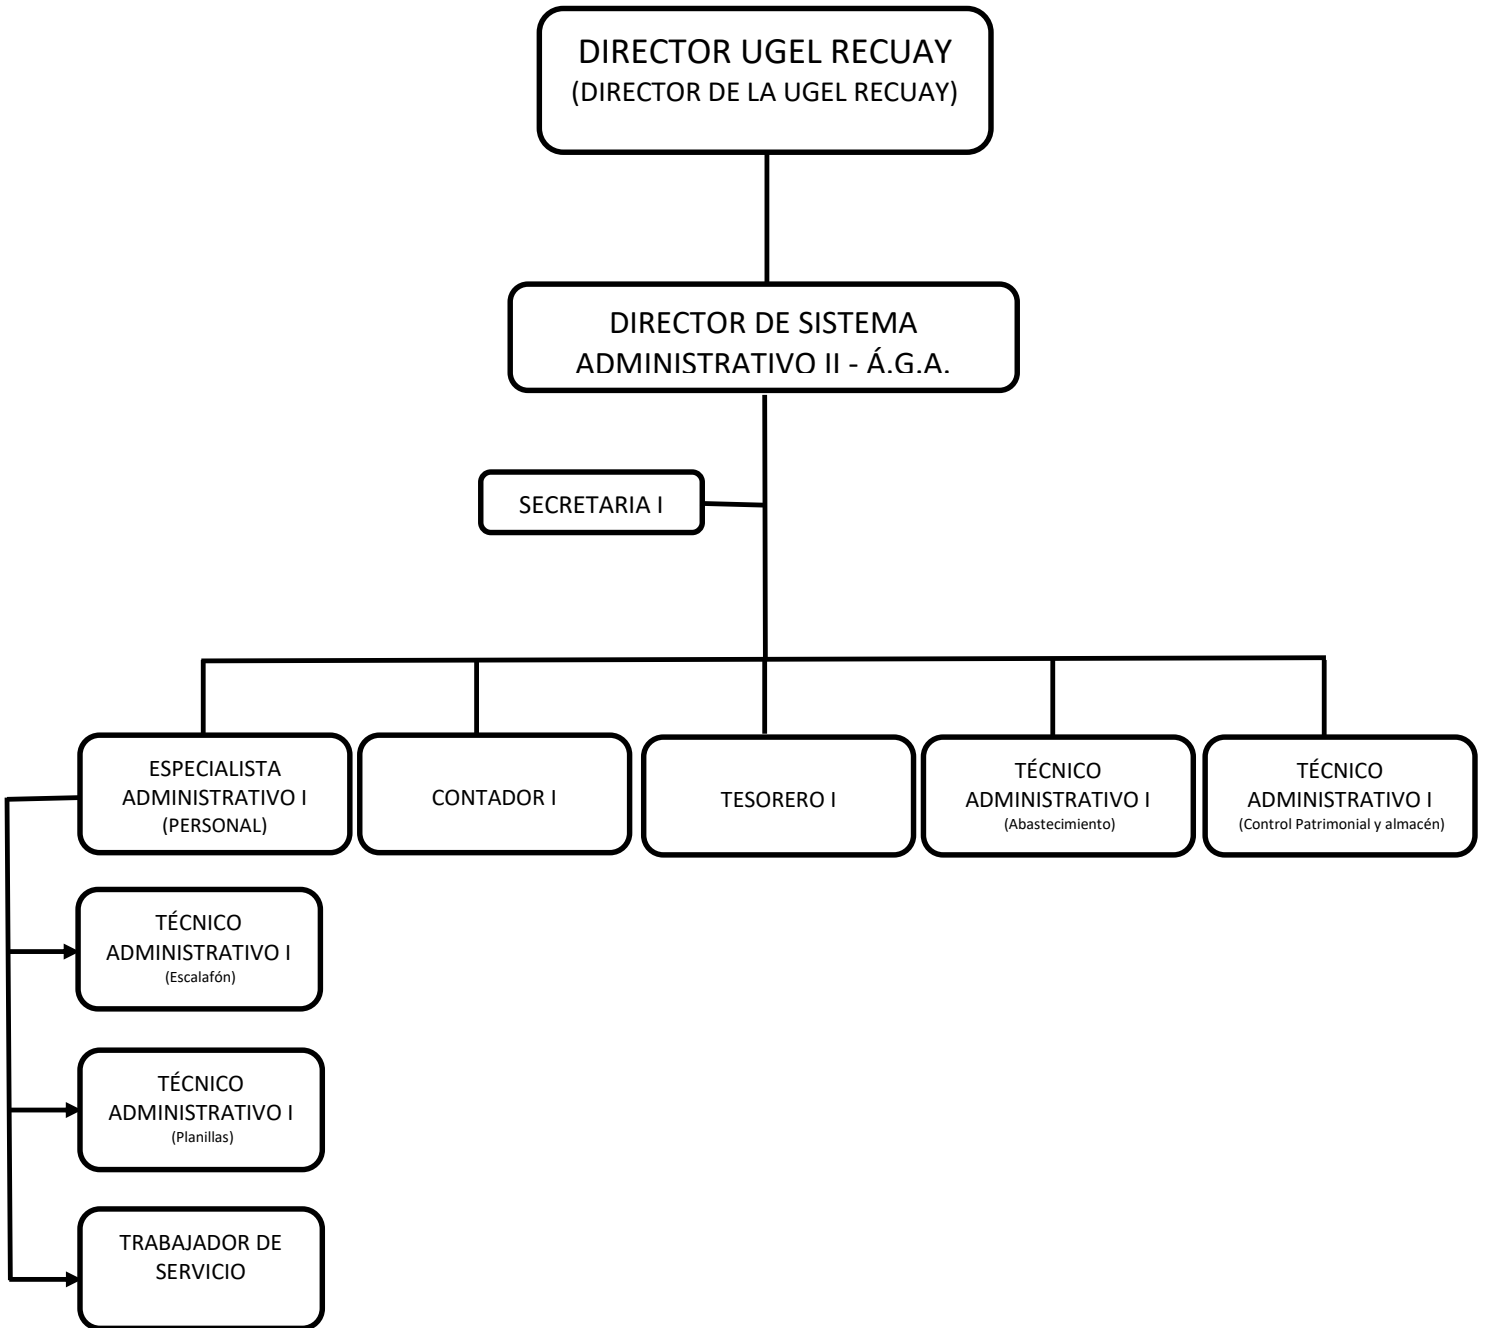 DIRECTOR UGEL RECUAY
(DIRECTOR DE LA UGEL RECUAY)
DIRECTOR DE SISTEMA
ADMINISTRATIVO II - Á.G.A.
SECRETARIA I
ESPECIALISTA
ADMINISTRATIVO I
(PERSONAL)
CONTADOR I
TESORERO I
TÉCNICO
ADMINISTRATIVO I
(Abastecimiento)
TÉCNICO
ADMINISTRATIVO I
(Control Patrimonial y almacén)
TÉCNICO
ADMINISTRATIVO I
(Escalafón)
TÉCNICO
ADMINISTRATIVO I
(Planillas)
TRABAJADOR DE
SERVICIO